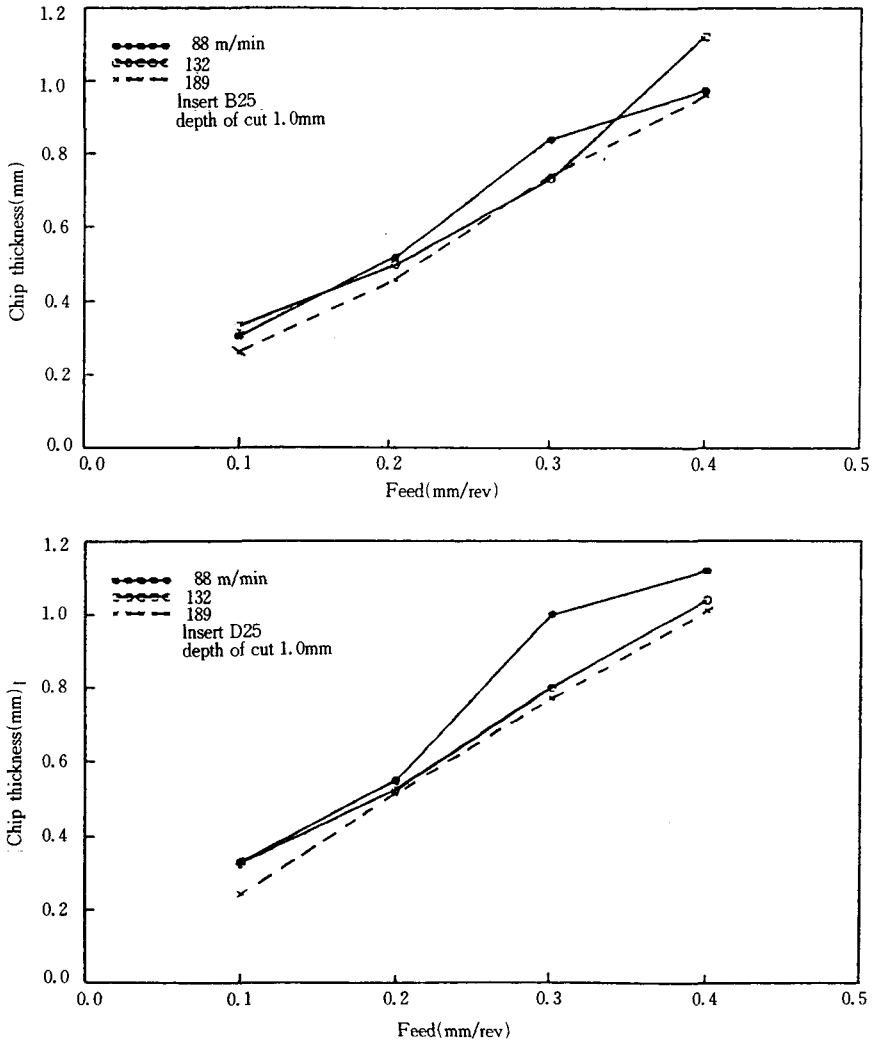 1.2
1.0
0.8
0.6
0.4
0.2
0.0
Chip thickness(mm)
88 m/min
132
189
Insert B25
depth of cut 1.0mm
0.0 0.1 0.2 0.3 0.4 0.5
Feed(mm/rev)
1.2
1.0
0.8
0.6
0.4
0.2
0.0
Chip thickness(mm)
88 m/min
132
189
Insert D25
depth of cut 1.0mm
0.0 0.1 0.2 0.3 0.4 0.5
Feed(mm/rev)